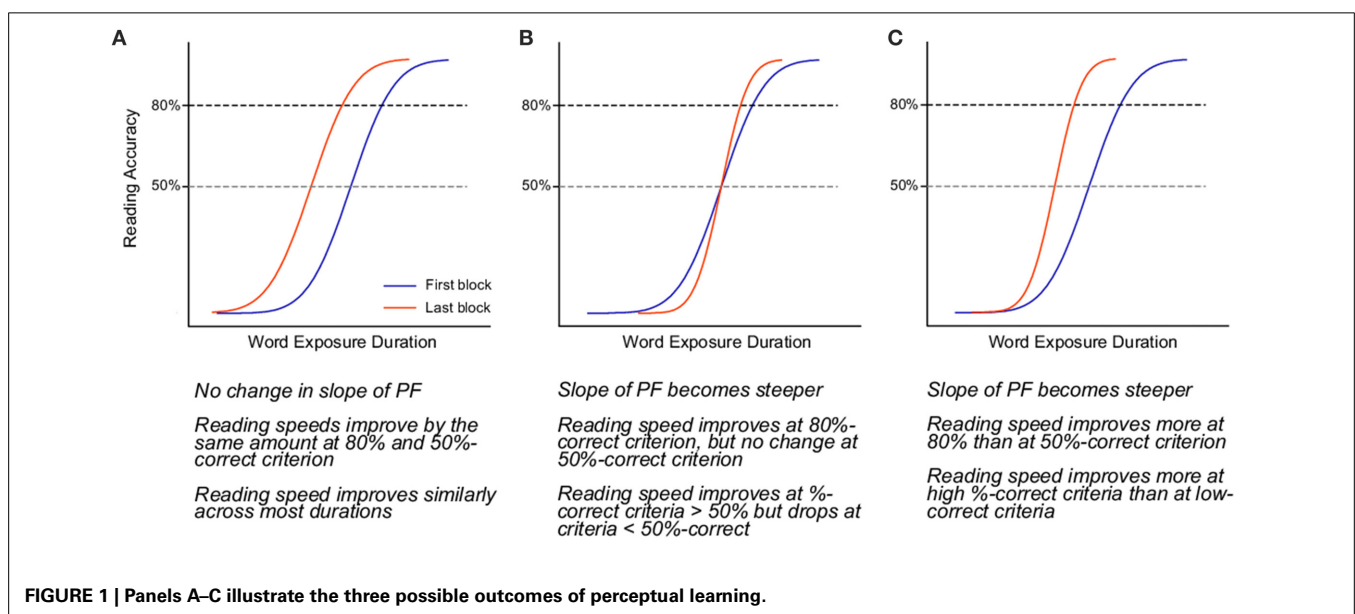 A
80%
50%
Reading Accuracy
First block
Last block
Word Exposure Duration
No change in slope of PF
Reading speeds improve by the
same amount at 80% and 50%-
correct criterion
Reading speed improves similarly
across most durations
B
80%
50%
Word Exposure Duration
Slope of PF becomes steeper
Reading speed improves at 80%-
correct criterion, but no change at
50%-correct criterion
Reading speed improves at %-
correct criteria > 50% but drops at
criteria < 50%-correct
C
80%
50%
Word Exposure Duration
Slope of PF becomes steeper
Reading speed improves more at
80% than at 50%-correct criterion
Reading speed improves more at
high %-correct criteria than at low-
correct criteria
FIGURE 1 | Panels A–C illustrate the three possible outcomes of perceptual learning.